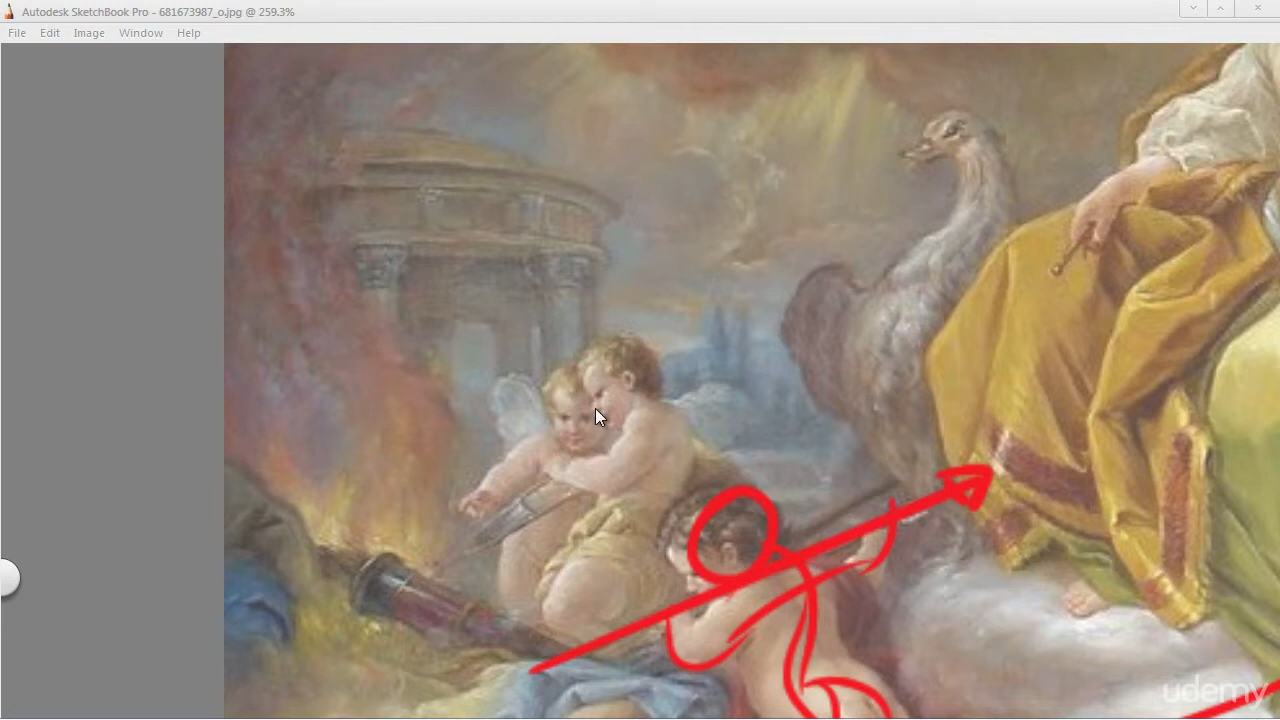 Autodesk SketchBook Pro - 681673987_o.jpg @ 259.3%
File Edit Image Window Help
udemy